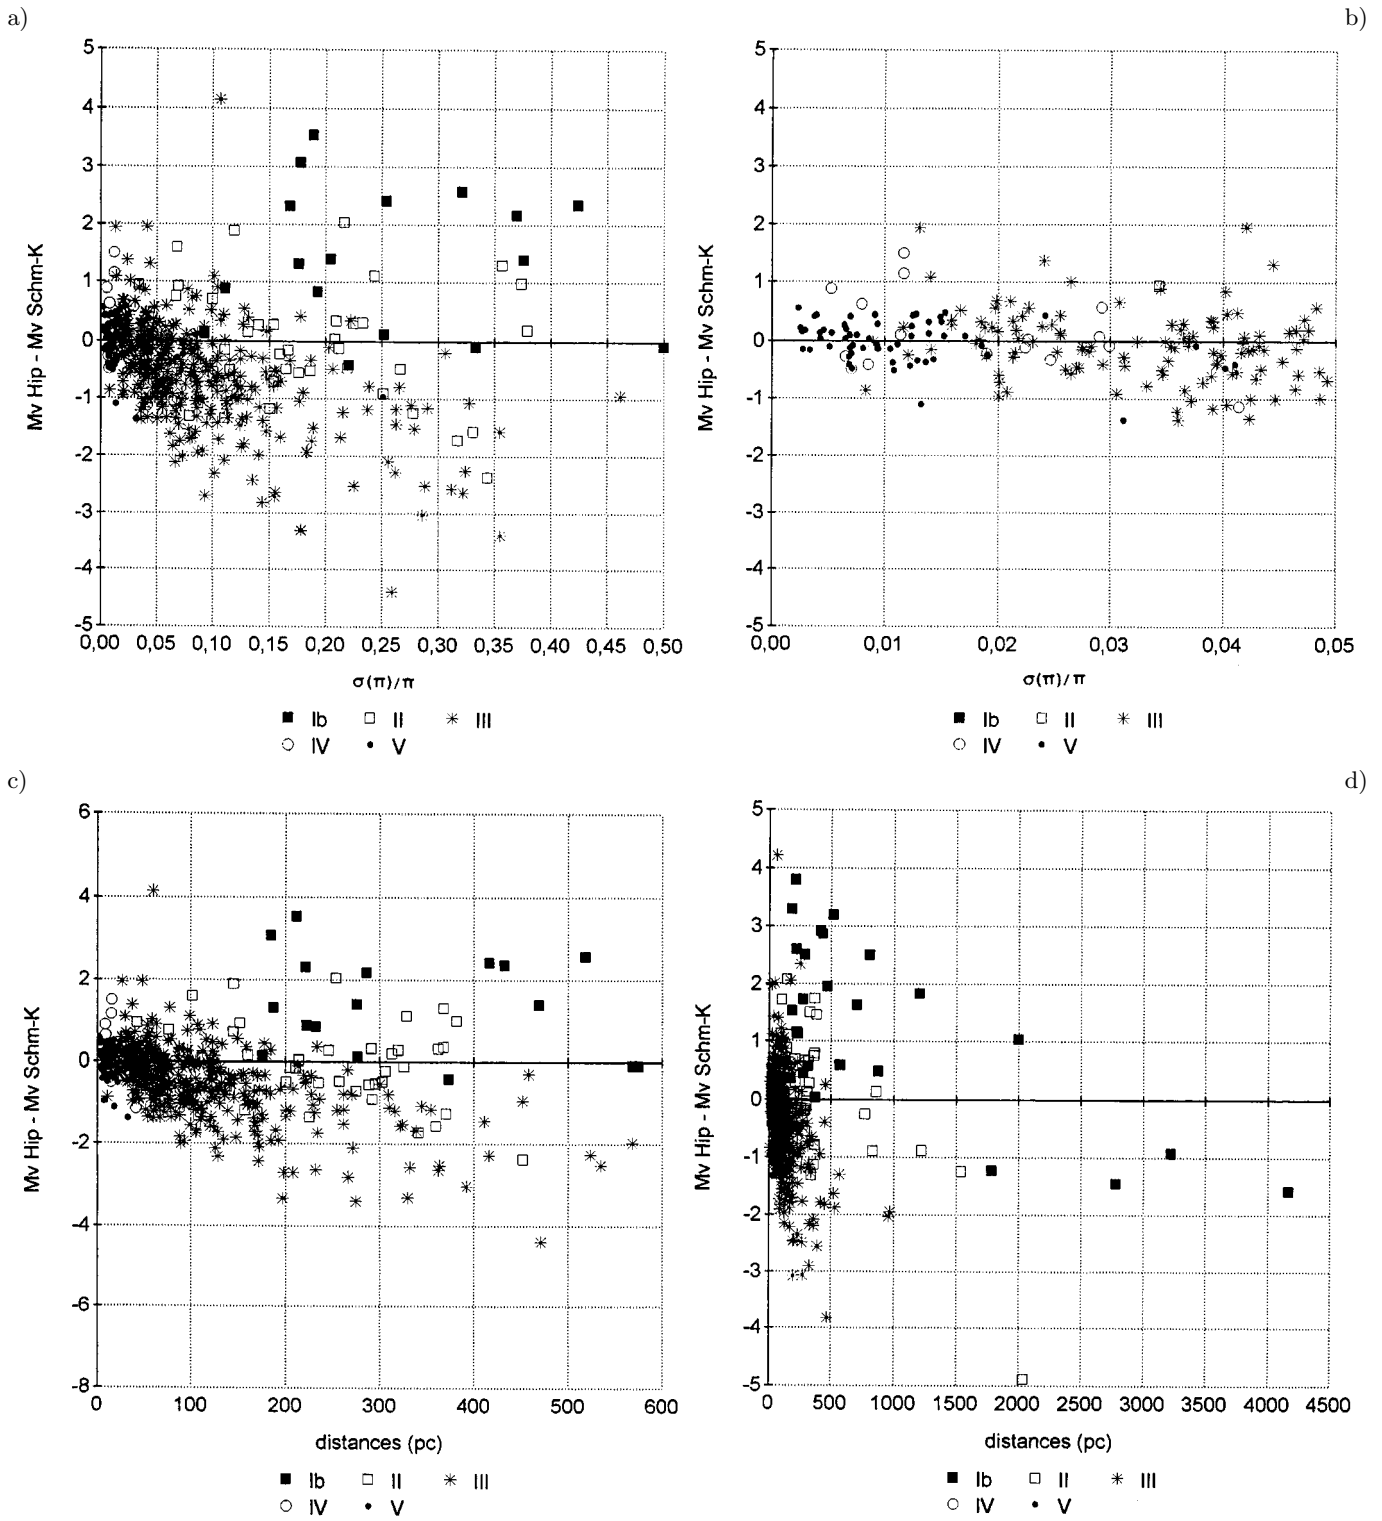 a)
5
4
3
2
1
0
-1
-2
-3
-4
-5
Mv Hip - Mv Schm-K
0,00 0,05 0,10 0,15 0,20 0,25 0,30 0,35 0,40 0,45 0,50
σ(π)/π
Ib II III
IV V
b)
5
4
3
2
1
0
-1
-2
-3
-4
-5
Mv Hip - Mv Schm-K
0,00 0,01 0,02 0,03 0,04 0,05
σ(π)/π
Ib II III
IV V
c)
6
4
2
0
-2
-4
-6
-8
Mv Hip - Mv Schm-K
0 100 200 300 400 500 600
distances (pc)
Ib II III
IV V
d)
5
4
3
2
1
0
-1
-2
-3
-4
-5
Mv Hip - Mv Schm-K
0 500 1000 1500 2000 2500 3000 3500 4000 4500
distances (pc)
Ib II III
IV V